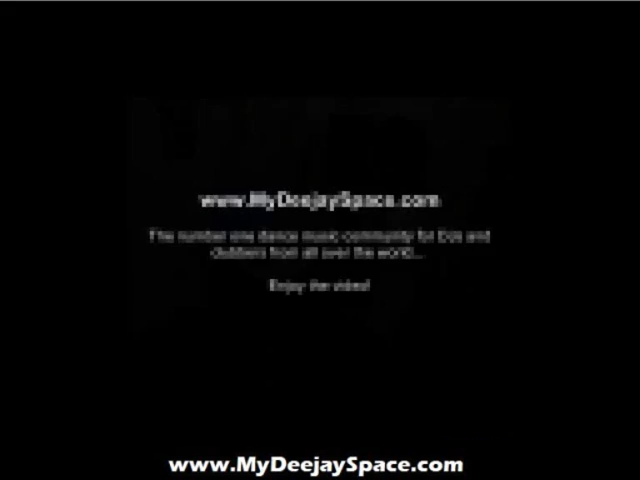 www.MyDeejaySpace.com
The number one dance music community for DJs and
clubbers from all over the world...
Enjoy the video!
www.MyDeejaySpace.com